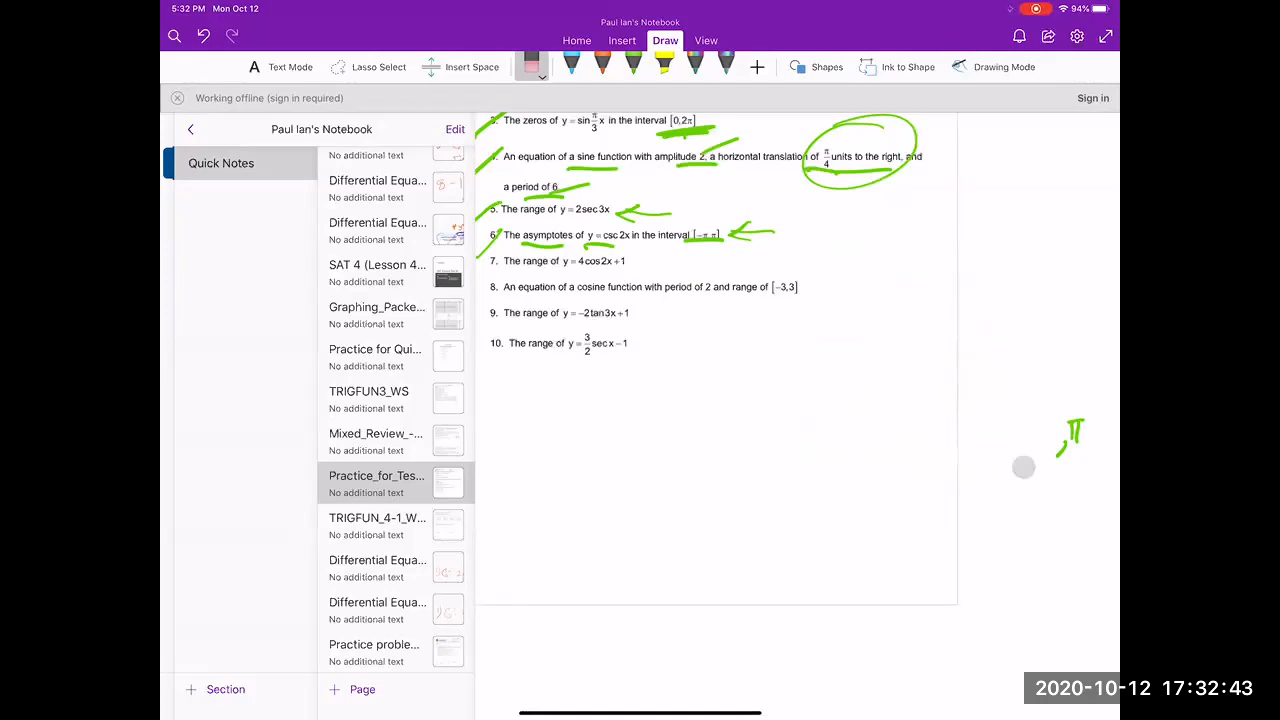 5:32 PM Mon Oct 12
94%
Paul Ian's Notebook
Home Insert Draw View
A Text Mode Lasso Select Insert Space Shapes Ink to Shape Drawing Mode
Working offline (sign in required) Sign in
Paul Ian's Notebook Edit
Quick Notes
No additional text
Differential Equa...
No additional text
Differential Equa...
No additional text
SAT 4 (Lesson 4...
No additional text
Graphing_Packe...
No additional text
Practice for Qui...
No additional text
TRIGFUN3_WS
No additional text
Mixed_Review_-...
No additional text
Practice_for_Tes...
No additional text
TRIGFUN_4-1_W...
No additional text
Differential Equa...
No additional text
Differential Equa...
No additional text
Practice proble...
No additional text
+ Section + Page
The zeros of y = sin π/3 x in the interval [0,2π]
An equation of a sine function with amplitude 2, a horizontal translation of π/4 units to the right, and
a period of 6
5. The range of y = 2sec3x
6. The asymptotes of y = csc 2x in the interval [−π,π]
7. The range of y = 4cos2x+1
8. An equation of a cosine function with period of 2 and range of [−3,3]
9. The range of y = −2tan3x+1
10. The range of y = 3/2 sec x − 1
, π
2020-10-12 17:32:43